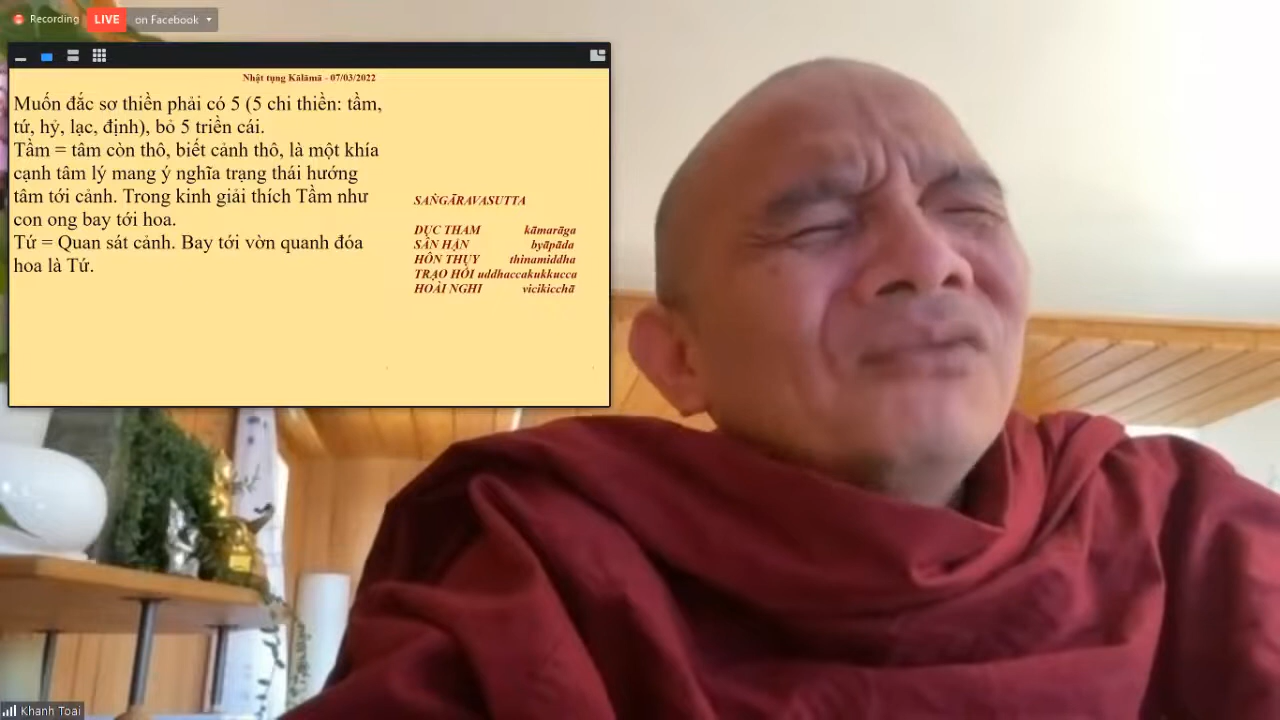 Recording LIVE on Facebook
Nhật tụng Kālāmā - 07/03/2022
Muốn đắc sơ thiền phải có 5 (5 chi thiền: tầm,
tứ, hỷ, lạc, định), bỏ 5 triền cái.
Tầm = tâm còn thô, biết cảnh thô, là một khía
cạnh tâm lý mang ý nghĩa trạng thái hướng
tâm tới cảnh. Trong kinh giải thích Tầm như
con ong bay tới hoa.
Tứ = Quan sát cảnh. Bay tới vờn quanh đóa
hoa là Tứ.
SAṄGĀRAVASUTTA
DỤC THAM kāmarāga
SÂN HẬN byāpāda
HÔN THỤY thinamiddha
TRẠO HỐI uddhaccakukkucca
HOÀI NGHI vicikicchā
Khanh Toai